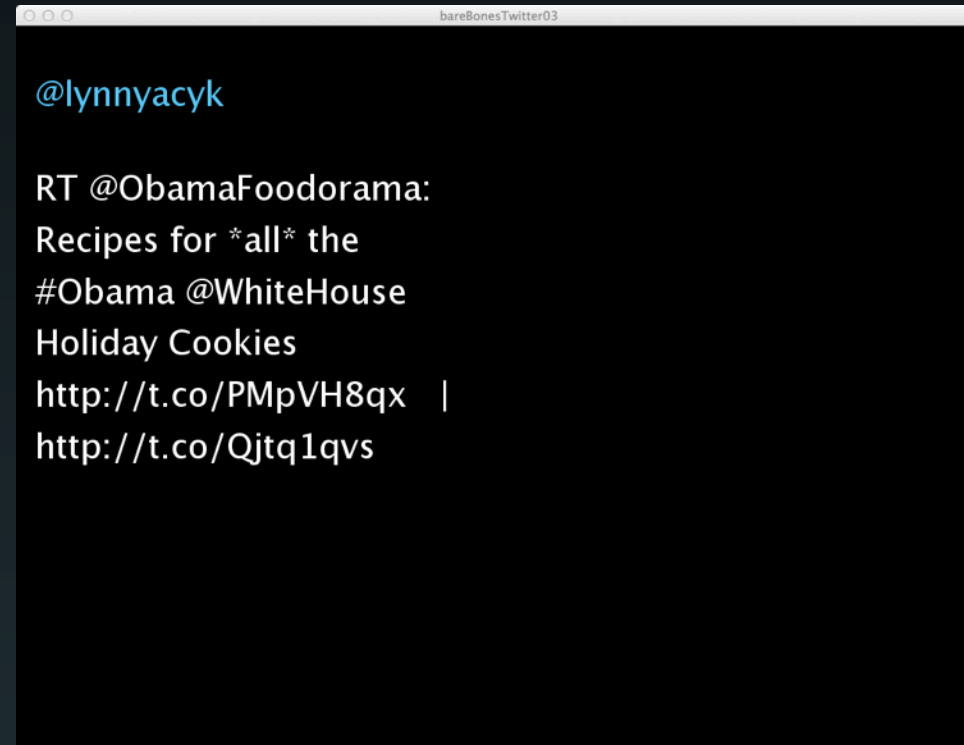 bareBonesTwitter03
@lynnyacyk
RT @ObamaFoodorama:
Recipes for *all* the
#Obama @WhiteHouse
Holiday Cookies
http://t.co/PMpVH8qx |
http://t.co/Qjtq1qvs